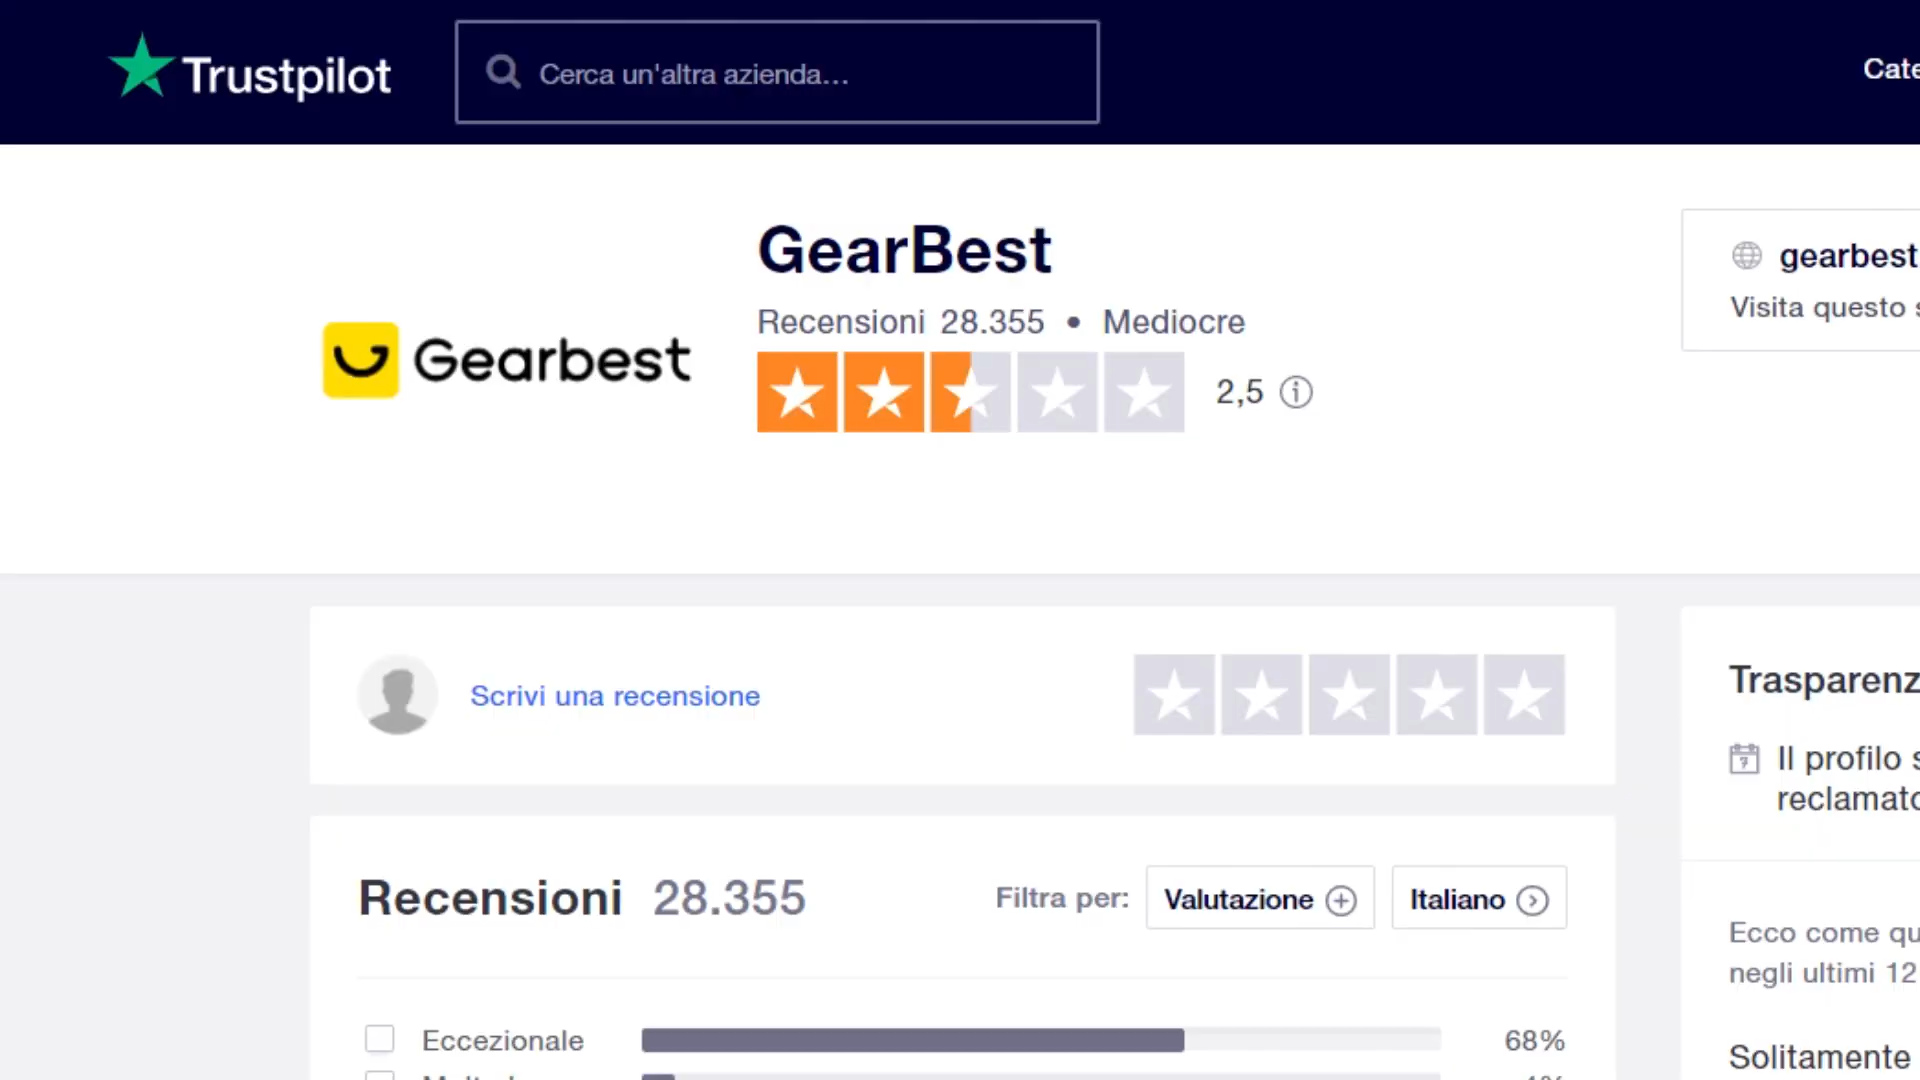 Trustpilot
Cerca un'altra azienda...
Cate
GearBest
Recensioni 28.355 • Mediocre
Gearbest
2,5
gearbest
Visita questo s
Scrivi una recensione
Trasparenz
Il profilo s
reclamato
Recensioni 28.355
Filtra per:
Valutazione
Italiano
Ecco come qu
negli ultimi 12
Eccezionale
68%
Solitamente